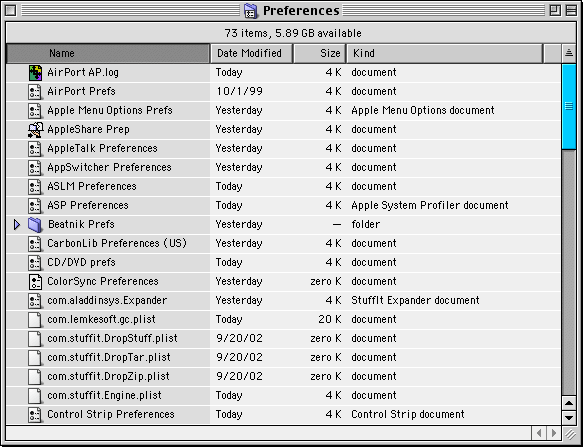 Preferences
73 items, 5.89 GB available
Name Date Modified Size Kind
AirPort AP.log Today 4 K document
AirPort Prefs 10/1/99 4 K document
Apple Menu Options Prefs Yesterday 4 K Apple Menu Options document
AppleShare Prep Yesterday 4 K document
AppleTalk Preferences Yesterday 4 K document
AppSwitcher Preferences Yesterday 4 K document
ASLM Preferences Today 4 K document
ASP Preferences Today 4 K Apple System Profiler document
Beatnik Prefs Yesterday — folder
CarbonLib Preferences (US) Yesterday 4 K document
CD/DVD prefs Today 4 K document
ColorSync Preferences Yesterday zero K document
com.aladdinsys.Expander Yesterday zero K StuffIt Expander document
com.lemkesoft.gc.plist Today 20 K document
com.stuffit.DropStuff.plist 9/20/02 zero K document
com.stuffit.DropTar.plist 9/20/02 zero K document
com.stuffit.DropZip.plist 9/20/02 zero K document
com.stuffit.Engine.plist Today 4 K document
Control Strip Preferences Today 4 K Control Strip document